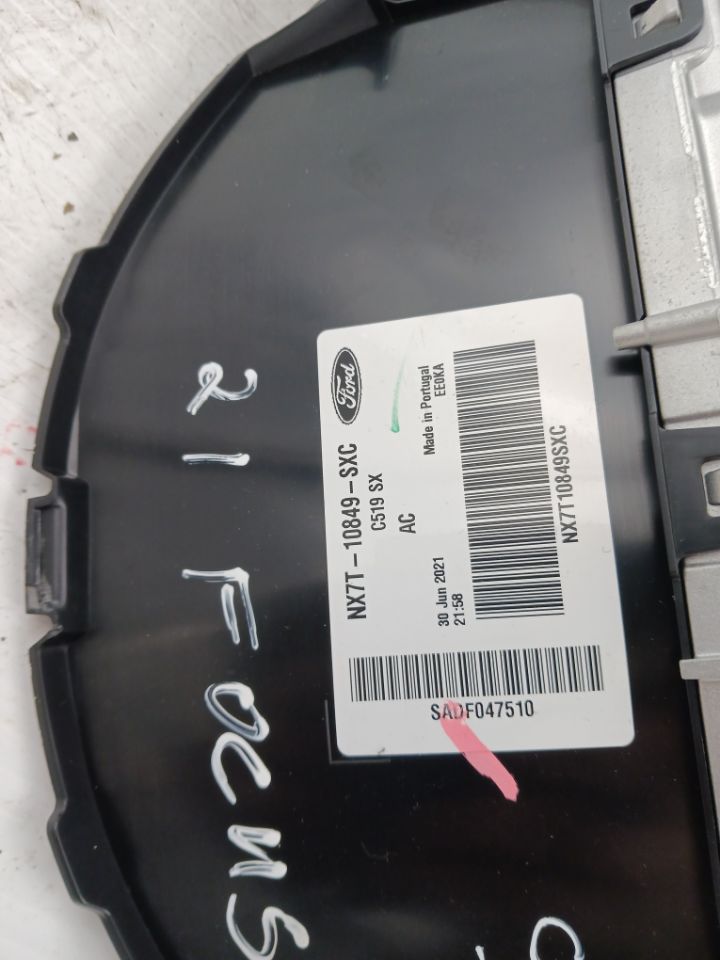 Ford
NX7T-10849-SXC
C519 SX
AC
Made in Portugal
EE0KA
30 Jun 2021
21:58
NX7T10849SXC
SADF047510
21 FOCUS